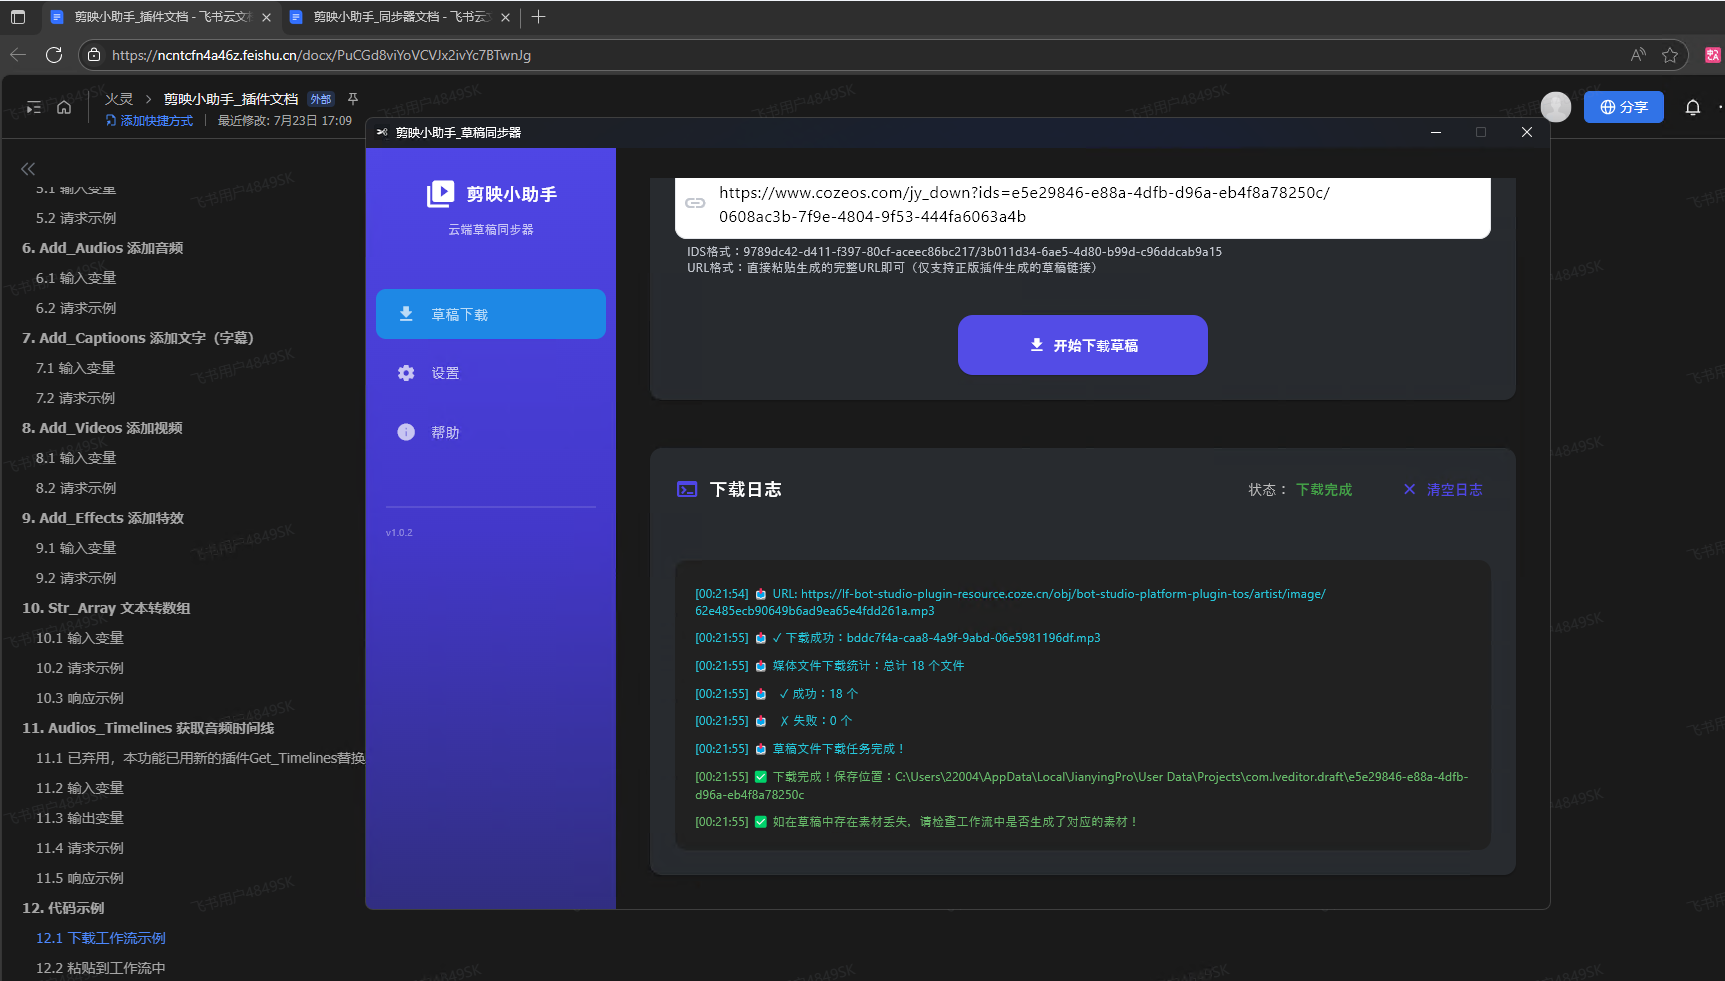 剪映小助手_插件文档 - 飞书云文
剪映小助手_同步器文档 - 飞书云
https://ncntcfn4a46z.feishu.cn/docx/PuCGd8viYoVCVJx2ivYc7BTwnJg
火灵 > 剪映小助手_插件文档 外部
添加快捷方式 | 最近修改: 7月23日 17:09
分享
5.1 输入变量
5.2 请求示例
6. Add_Audios 添加音频
6.1 输入变量
6.2 请求示例
7. Add_Captioons 添加文字（字幕）
7.1 输入变量
7.2 请求示例
8. Add_Videos 添加视频
8.1 输入变量
8.2 请求示例
9. Add_Effects 添加特效
9.1 输入变量
9.2 请求示例
10. Str_Array 文本转数组
10.1 输入变量
10.2 请求示例
10.3 响应示例
11. Audios_Timelines 获取音频时间线
11.1 已弃用，本功能已用新的插件Get_Timelines替换
11.2 输入变量
11.3 输出变量
11.4 请求示例
11.5 响应示例
12. 代码示例
12.1 下载工作流示例
12.2 粘贴到工作流中
剪映小助手_草稿同步器
剪映小助手
云端草稿同步器
草稿下载
设置
帮助
v1.0.2
https://www.cozeos.com/jy_down?ids=e5e29846-e88a-4dfb-d96a-eb4f8a78250c/
0608ac3b-7f9e-4804-9f53-444fa6063a4b
IDS格式：9789dc42-d411-f397-80cf-aceec86bc217/3b011d34-6ae5-4d80-b99d-c96ddcab9a15
URL格式：直接粘贴生成的完整URL即可（仅支持正版插件生成的草稿链接）
开始下载草稿
下载日志
状态： 下载完成
清空日志
[00:21:54] 📥 URL: https://lf-bot-studio-plugin-resource.coze.cn/obj/bot-studio-platform-plugin-tos/artist/image/
62e485ecb90649b6ad9ea65e4fdd261a.mp3
[00:21:55] 📥 ✓ 下载成功：bddc7f4a-caa8-4a9f-9abd-06e5981196df.mp3
[00:21:55] 📥 媒体文件下载统计：总计 18 个文件
[00:21:55] 📥 ✓ 成功：18 个
[00:21:55] 📥 ✗ 失败：0 个
[00:21:55] 📥 草稿文件下载任务完成！
[00:21:55] ✅ 下载完成！保存位置：C:\Users\22004\AppData\Local\JianyingPro\User Data\Projects\com.lveditor.draft\e5e29846-e88a-4dfb-
d96a-eb4f8a78250c
[00:21:55] ✅ 如在草稿中存在素材丢失，请检查工作流中是否生成了对应的素材！
飞书用户4849SK